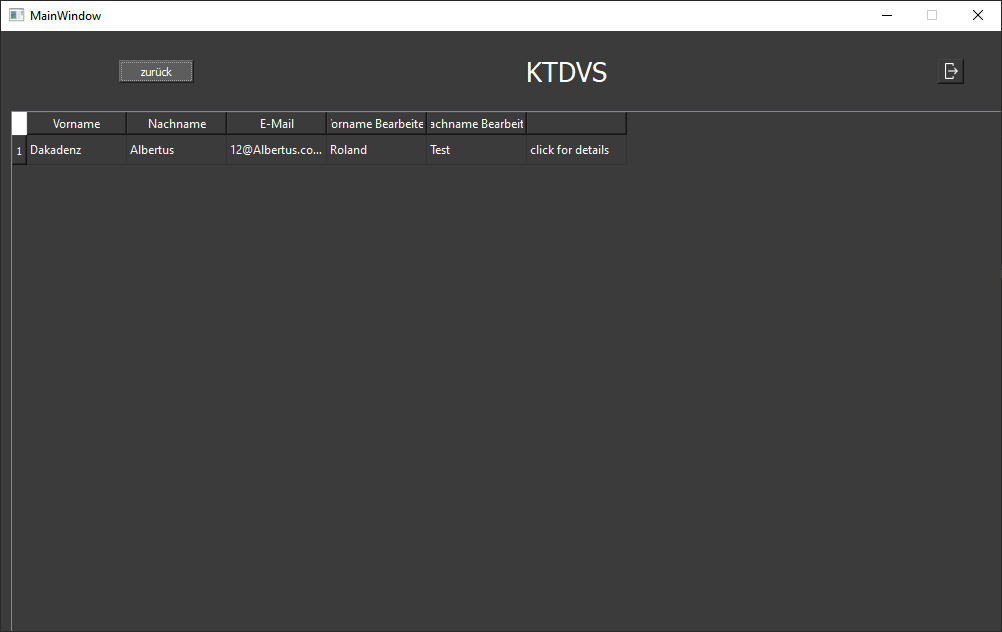 MainWindow
zurück KTDVS
Vorname Nachname E-Mail orname Bearbeite achname Bearbeit
1 Dakadenz Albertus 12@Albertus.co... Roland Test click for details